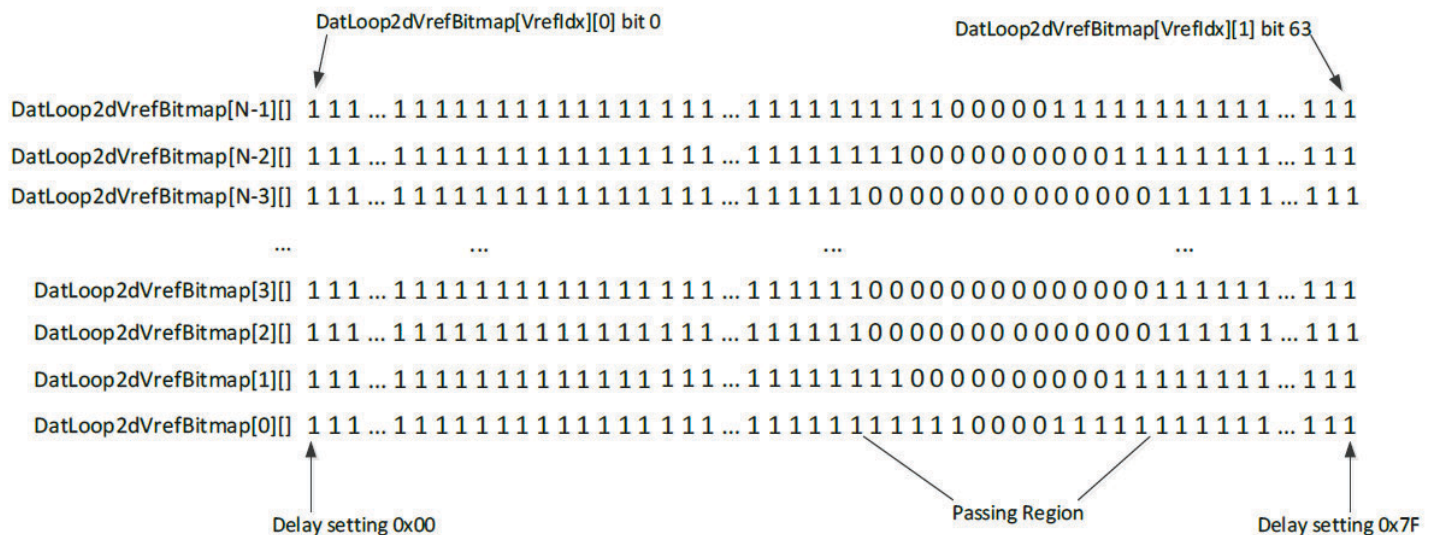 DatLoop2dVrefBitmap[VrefIdx][0] bit 0
DatLoop2dVrefBitmap[VrefIdx][1] bit 63
DatLoop2dVrefBitmap[N-1][] 1 1 1 ... 1 1 1 1 1 1 1 1 1 1 1 1 1 1 1 1 ... 1 1 1 1 1 1 1 1 1 1 0 0 0 0 0 1 1 1 1 1 1 1 1 1 1 1 ... 1 1 1
DatLoop2dVrefBitmap[N-2][] 1 1 1 ... 1 1 1 1 1 1 1 1 1 1 1 1 1 1 1 1 ... 1 1 1 1 1 1 1 1 0 0 0 0 0 0 0 0 0 0 1 1 1 1 1 1 1 1 ... 1 1 1
DatLoop2dVrefBitmap[N-3][] 1 1 1 ... 1 1 1 1 1 1 1 1 1 1 1 1 1 1 1 1 ... 1 1 1 1 1 1 0 0 0 0 0 0 0 0 0 0 0 0 0 0 1 1 1 1 1 1 ... 1 1 1
... ... ... ...
DatLoop2dVrefBitmap[3][] 1 1 1 ... 1 1 1 1 1 1 1 1 1 1 1 1 1 1 1 1 ... 1 1 1 1 1 1 0 0 0 0 0 0 0 0 0 0 0 0 0 0 1 1 1 1 1 1 ... 1 1 1
DatLoop2dVrefBitmap[2][] 1 1 1 ... 1 1 1 1 1 1 1 1 1 1 1 1 1 1 1 1 ... 1 1 1 1 1 1 0 0 0 0 0 0 0 0 0 0 0 0 0 0 1 1 1 1 1 1 ... 1 1 1
DatLoop2dVrefBitmap[1][] 1 1 1 ... 1 1 1 1 1 1 1 1 1 1 1 1 1 1 1 1 ... 1 1 1 1 1 1 1 1 0 0 0 0 0 0 0 0 0 0 1 1 1 1 1 1 1 1 ... 1 1 1
DatLoop2dVrefBitmap[0][] 1 1 1 ... 1 1 1 1 1 1 1 1 1 1 1 1 1 1 1 1 ... 1 1 1 1 1 1 1 1 1 1 1 0 0 0 0 1 1 1 1 1 1 1 1 1 1 1 ... 1 1 1
Delay setting 0x00
Passing Region
Delay setting 0x7F